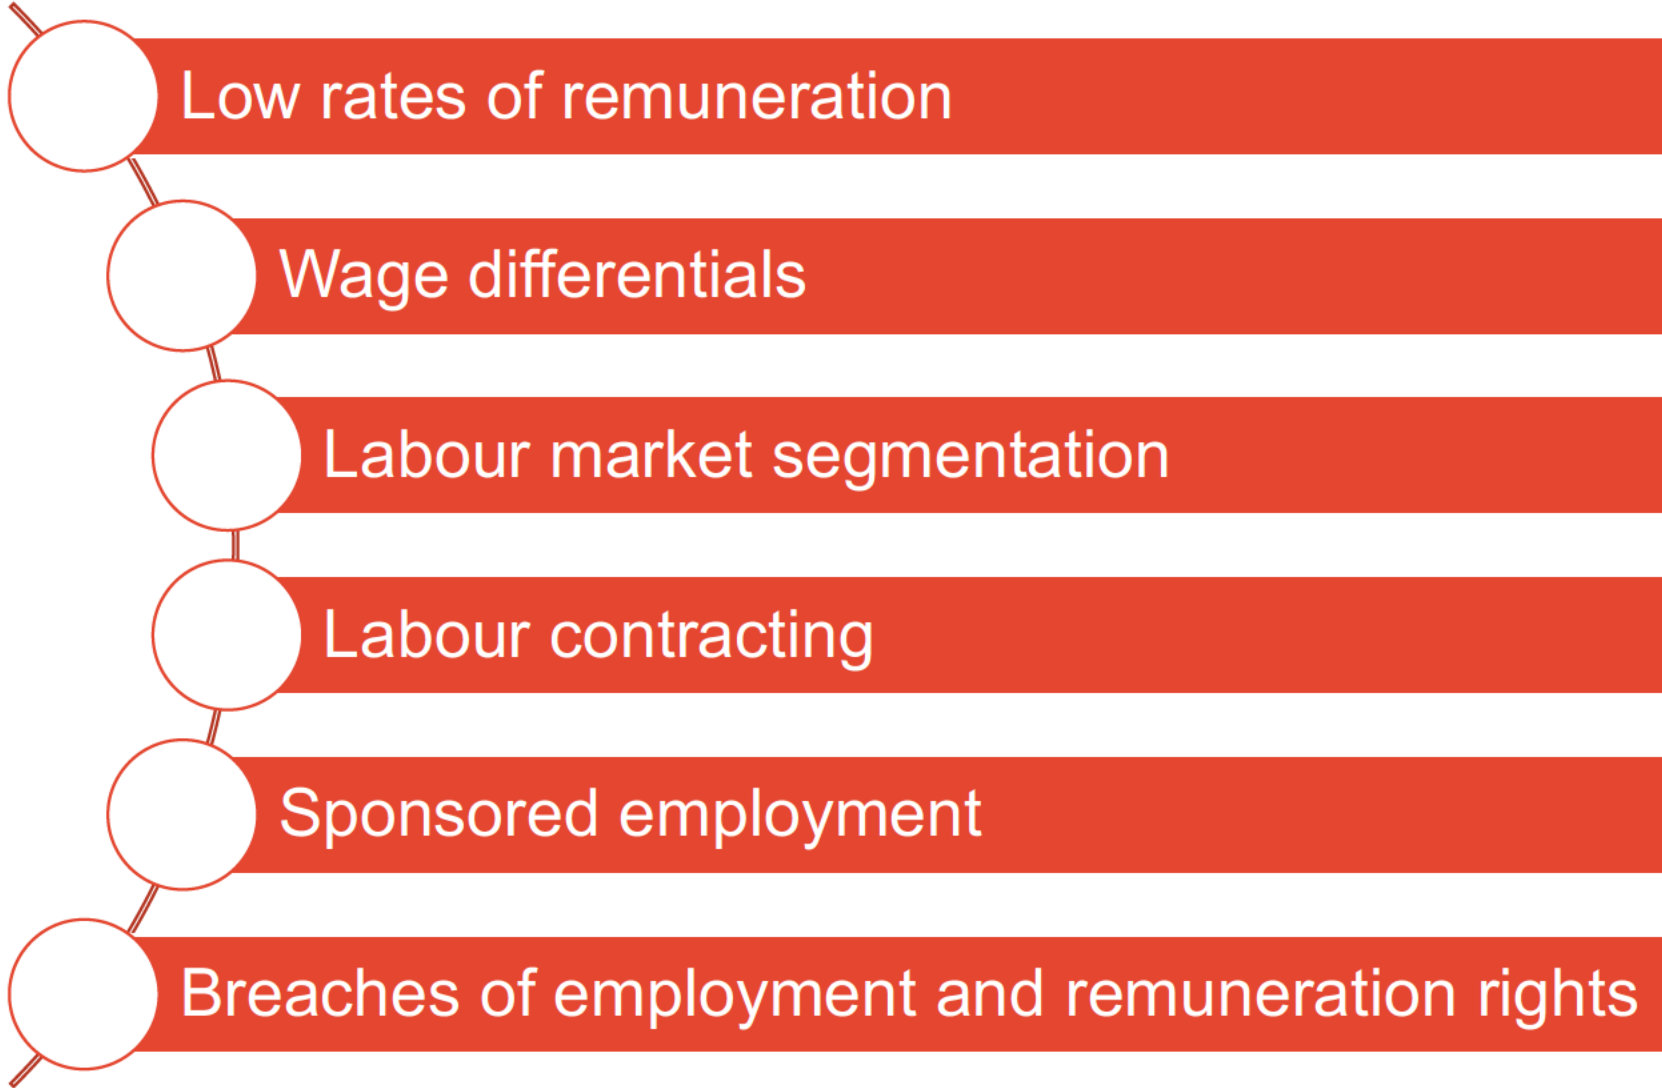 Low rates of remuneration
Wage differentials
Labour market segmentation
Labour contracting
Sponsored employment
Breaches of employment and remuneration rights